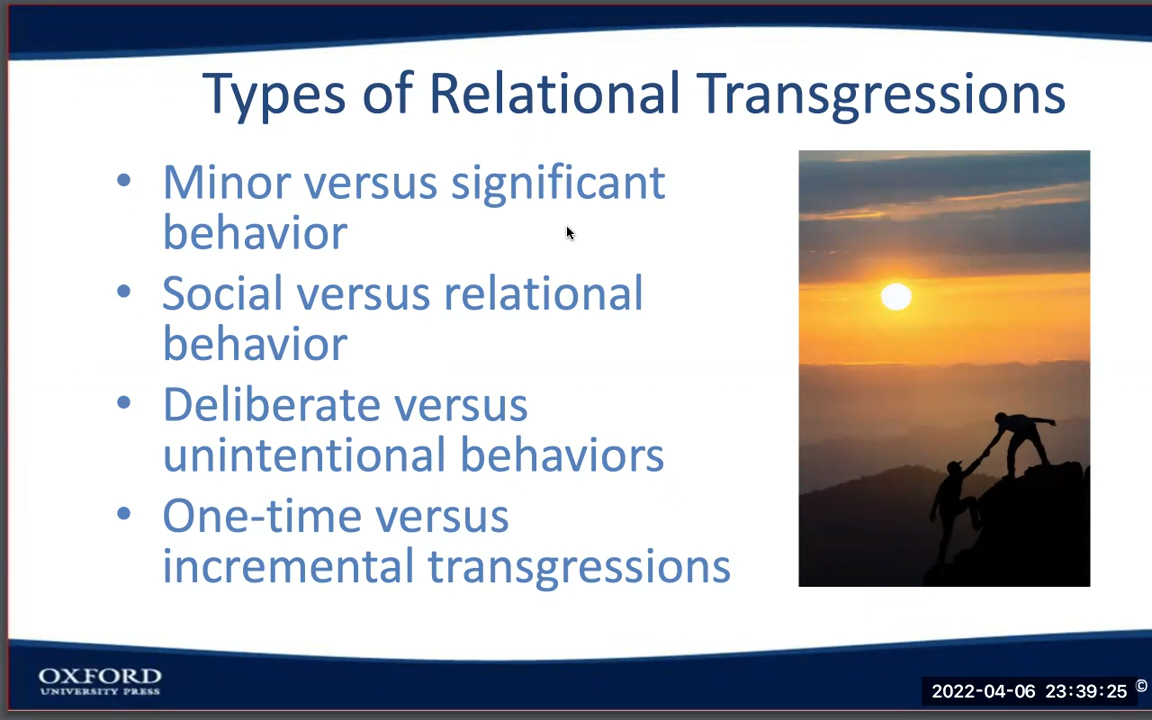 Types of Relational Transgressions
• Minor versus significant
behavior
• Social versus relational
behavior
• Deliberate versus
unintentional behaviors
• One-time versus
incremental transgressions
OXFORD
UNIVERSITY PRESS
2022-04-06 23:39:25 ©